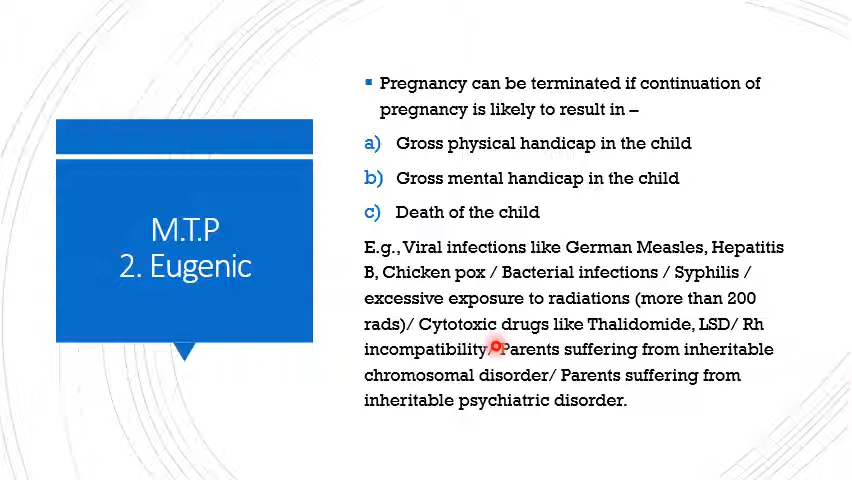 M.T.P
2. Eugenic
▪ Pregnancy can be terminated if continuation of
pregnancy is likely to result in –
a) Gross physical handicap in the child
b) Gross mental handicap in the child
c) Death of the child
E.g., Viral infections like German Measles, Hepatitis
B, Chicken pox / Bacterial infections / Syphilis /
excessive exposure to radiations (more than 200
rads)/ Cytotoxic drugs like Thalidomide, LSD/ Rh
incompatibility/ Parents suffering from inheritable
chromosomal disorder/ Parents suffering from
inheritable psychiatric disorder.